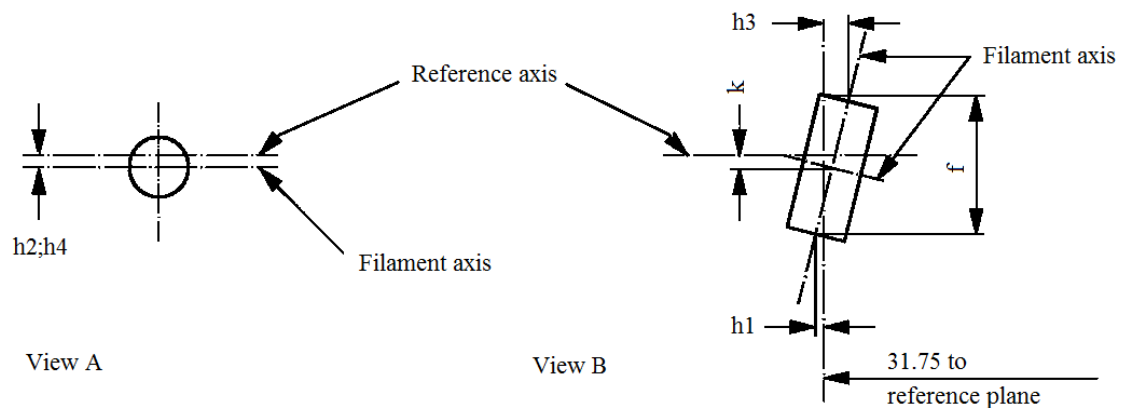 h3
Filament axis
Reference axis
k
f
h2;h4
Filament axis
h1
View A
View B
31.75 to
reference plane